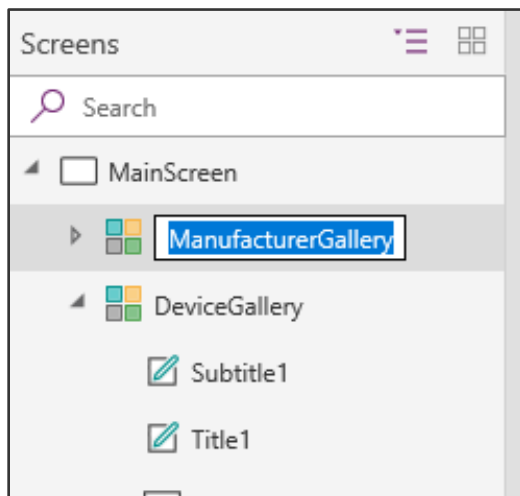 Screens
Search
MainScreen
ManufacturerGallery
DeviceGallery
Subtitle1
Title1